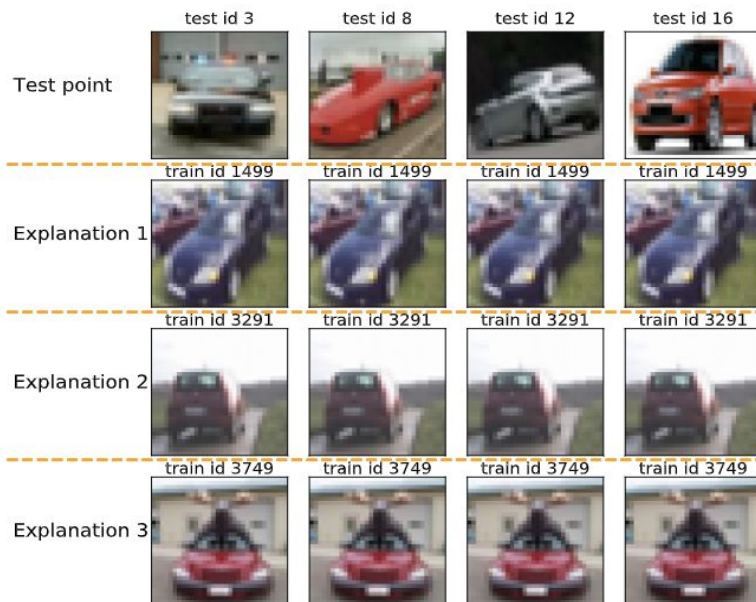 test id 3 test id 8 test id 12 test id 16
Test point
train id 1499 train id 1499 train id 1499 train id 1499
Explanation 1
train id 3291 train id 3291 train id 3291 train id 3291
Explanation 2
train id 3749 train id 3749 train id 3749 train id 3749
Explanation 3